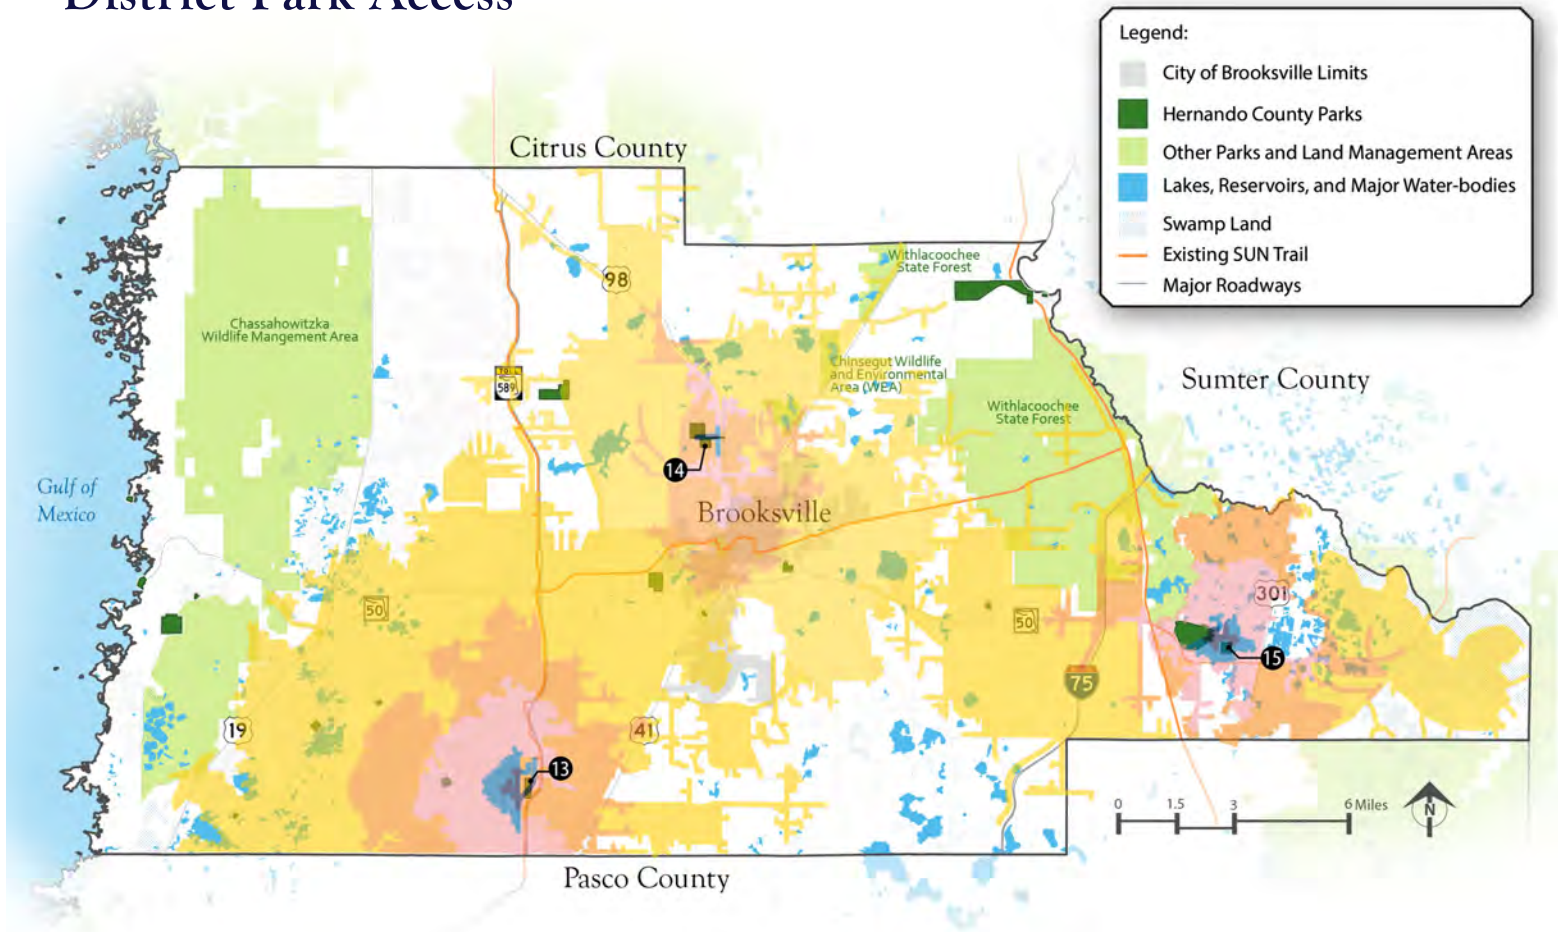 District Park Access
Legend:
City of Brooksville Limits
Hernando County Parks
Other Parks and Land Management Areas
Lakes, Reservoirs, and Major Water-bodies
Swamp Land
Existing SUN Trail
Major Roadways
Citrus County
Withlacoochee
State Forest
98
Chassahowitzka
Wildlife Mangement Area
Chinsegut Wildlife
and Environmental
Area (WEA)
TOLL
589
Sumter County
Withlacoochee
State Forest
14
Gulf of
Mexico
Brooksville
301
50
50
15
75
19
41
13
0
1.5
3
6 Miles
N
Pasco County